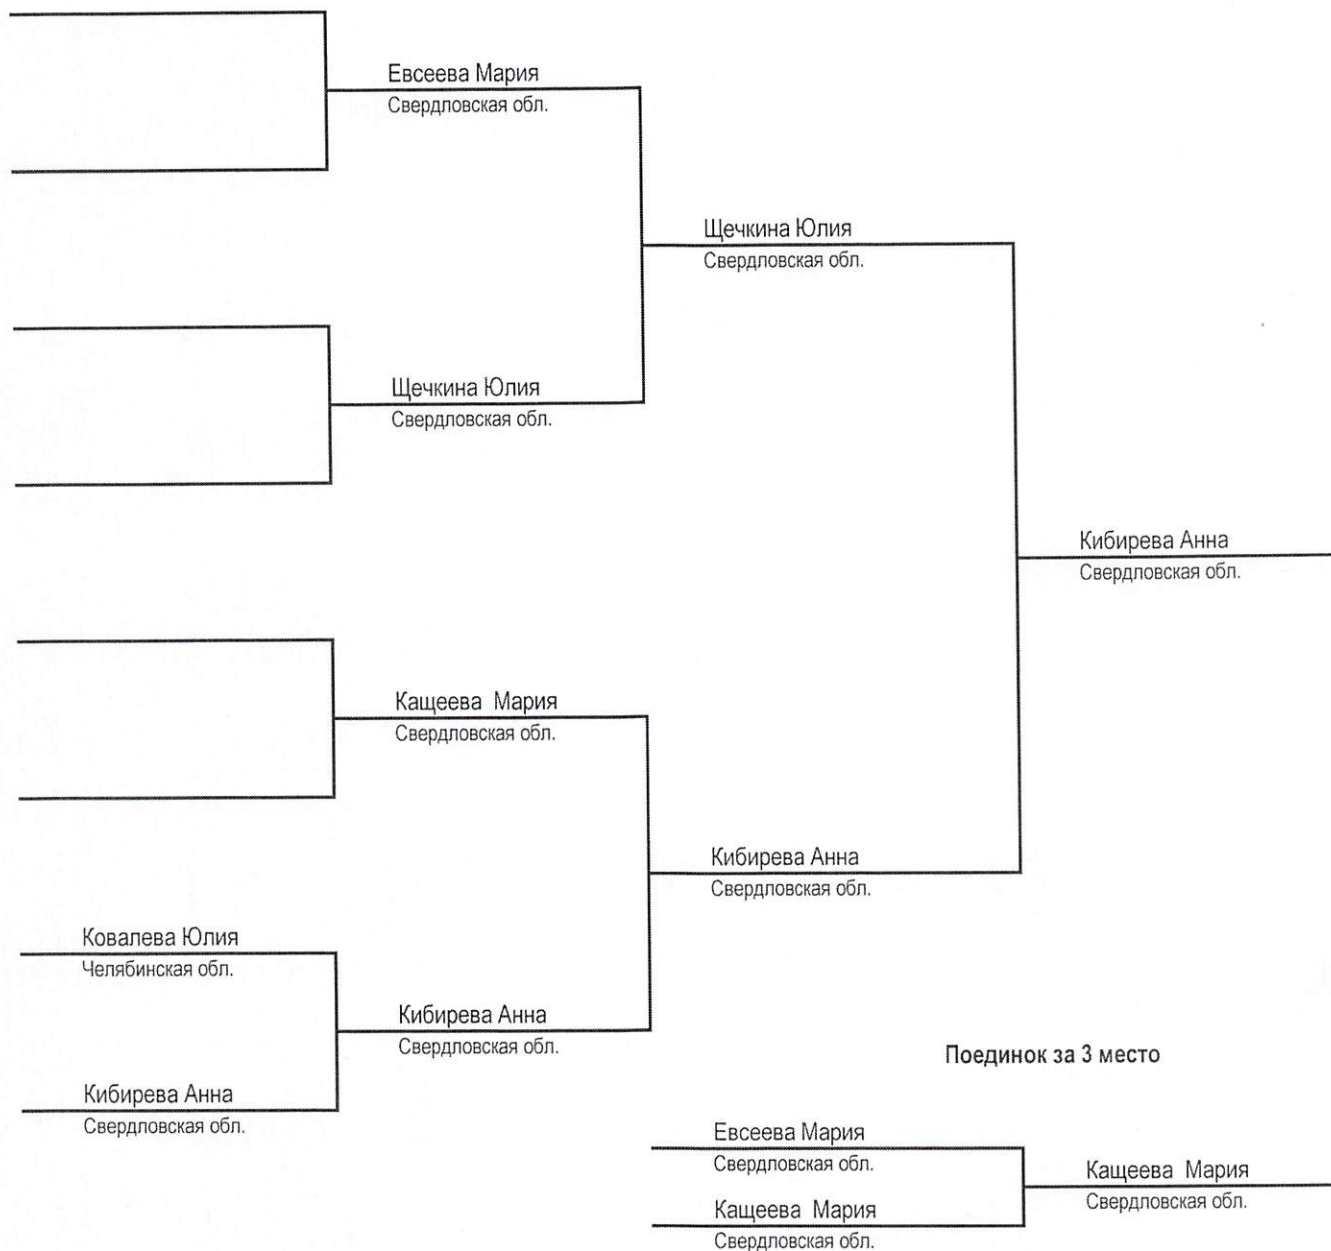 Евсеева Мария
Свердловская обл.
Щечкина Юлия
Свердловская обл.
Щечкина Юлия
Свердловская обл.
Кибирева Анна
Свердловская обл.
Кащеева  Мария
Свердловская обл.
Кибирева Анна
Свердловская обл.
Ковалева Юлия
Челябинская обл.
Кибирева Анна
Свердловская обл.
Кибирева Анна
Свердловская обл.
Поединок за 3 место
Евсеева Мария
Свердловская обл.
Кащеева  Мария
Свердловская обл.
Кащеева  Мария
Свердловская обл.